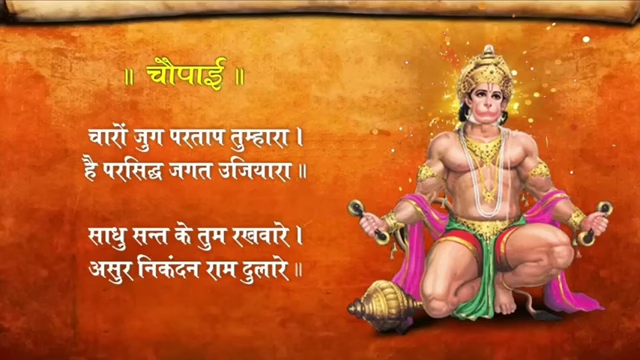 ॥ चौपाई ॥
चारों जुग परताप तुम्हारा ।
है परसिद्ध जगत उजियारा ॥
साधु सन्त के तुम रखवारे ।
असुर निकंदन राम दुलारे ॥